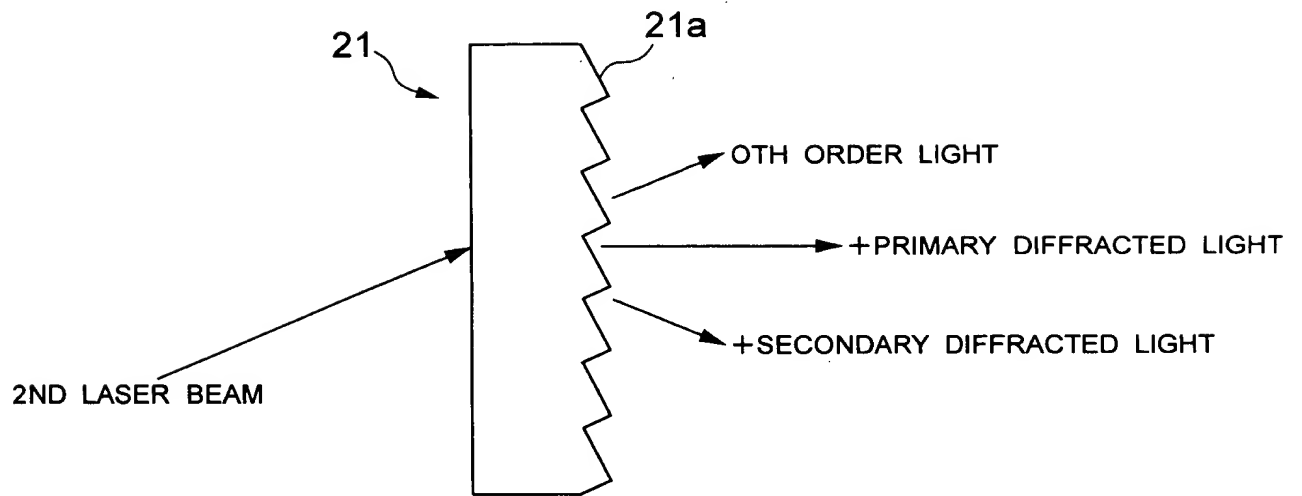 21
21a
0TH ORDER LIGHT
+PRIMARY DIFFRACTED LIGHT
+SECONDARY DIFFRACTED LIGHT
2ND LASER BEAM